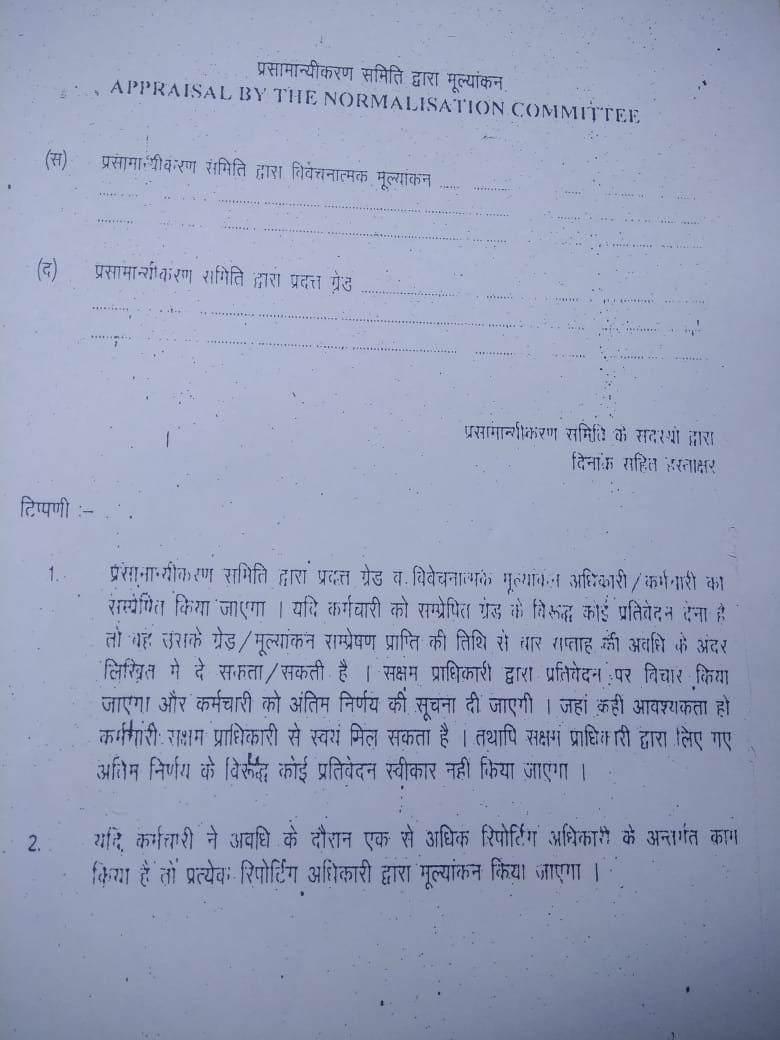 प्रसामान्यीकरण समिति द्वारा मूल्यांकन
APPRAISAL BY THE NORMALISATION COMMITTEE
(स) प्रसामान्यीकरण समिति द्वारा विवेचनात्मक मूल्यांकन ..... ..........
(द) प्रसामान्यीकरण समिति द्वारा प्रदत्त ग्रेड ..............................
प्रसामान्यीकरण समिति के सदस्यों द्वारा
दिनांक सहित हस्ताक्षर
टिप्पणी :–
1. प्रसामान्यीकरण समिति द्वारा प्रदत्त ग्रेड व विवेचनात्मक मूल्यांकन अधिकारी/कर्मचारी को
सम्प्रेषित किया जाएगा । यदि कर्मचारी को सम्प्रेषित ग्रेड के विरूद्ध कोई प्रतिवेदन देना है
तो वह उसके ग्रेड/मूल्यांकन सम्प्रेषण प्राप्ति की तिथि से चार सप्ताह की अवधि के अंदर
लिखित में दे सकता/सकती है । सक्षम प्राधिकारी द्वारा प्रतिवेदन पर विचार किया
जाएगा और कर्मचारी को अंतिम निर्णय की सूचना दी जाएगी । जहां कहीं आवश्यकता हो
कर्मचारी सक्षम प्राधिकारी से स्वयं मिल सकता है । तथापि सक्षम प्राधिकारी द्वारा लिए गए
अंतिम निर्णय के विरूद्ध कोई प्रतिवेदन स्वीकार नहीं किया जाएगा ।
2. यदि कर्मचारी ने अवधि के दौरान एक से अधिक रिपोर्टिंग अधिकारी के अन्तर्गत काम
किया है तो प्रत्येक रिपोर्टिंग अधिकारी द्वारा मूल्यांकन किया जाएगा ।